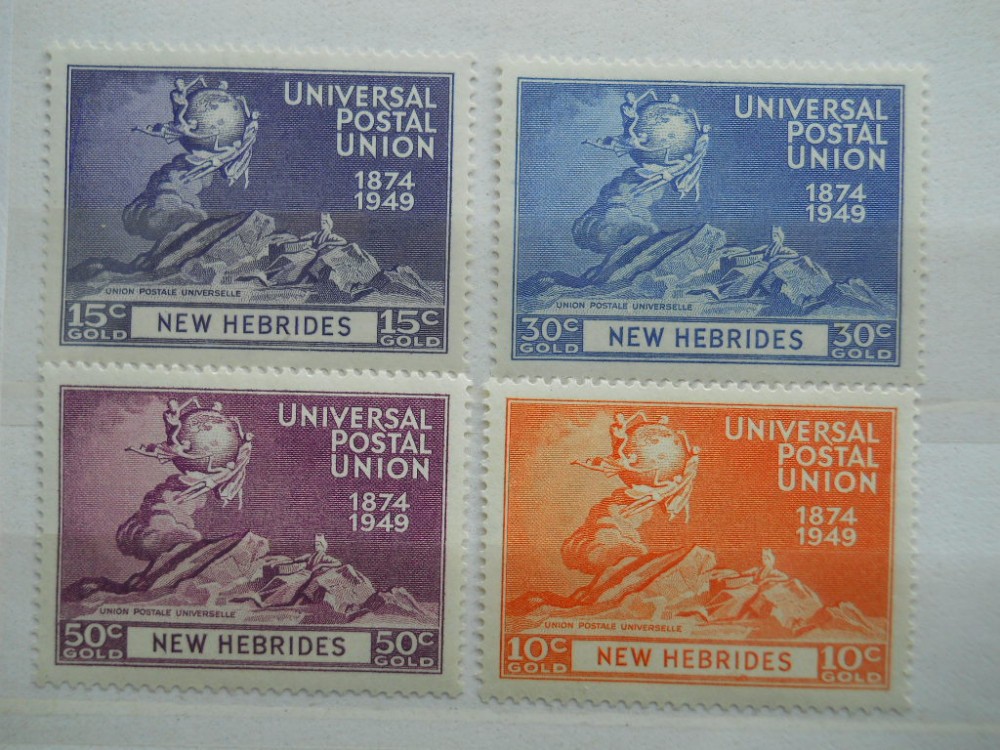 UNIVERSAL
POSTAL
UNION
1874
1949
UNION POSTALE UNIVERSELLE
15c GOLD NEW HEBRIDES 15c GOLD
UNIVERSAL
POSTAL
UNION
1874
1949
UNION POSTALE UNIVERSELLE
30c GOLD NEW HEBRIDES 30c GOLD
UNIVERSAL
POSTAL
UNION
1874
1949
UNION POSTALE UNIVERSELLE
50c GOLD NEW HEBRIDES 50c GOLD
UNIVERSAL
POSTAL
UNION
1874
1949
UNION POSTALE UNIVERSELLE
10c GOLD NEW HEBRIDES 10c GOLD